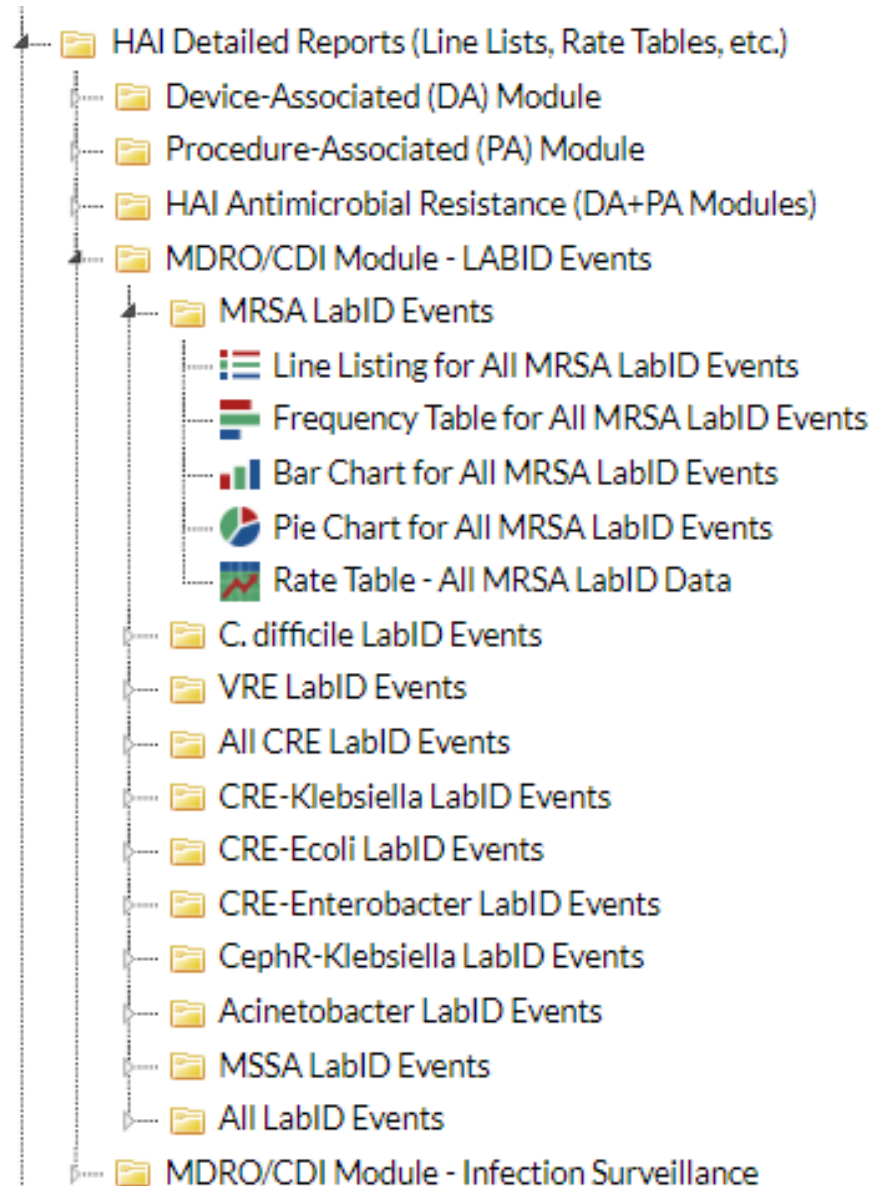 HAI Detailed Reports (Line Lists, Rate Tables, etc.)
Device-Associated (DA) Module
Procedure-Associated (PA) Module
HAI Antimicrobial Resistance (DA+PA Modules)
MDRO/CDI Module - LABID Events
MRSA LabID Events
Line Listing for All MRSA LabID Events
Frequency Table for All MRSA LabID Events
Bar Chart for All MRSA LabID Events
Pie Chart for All MRSA LabID Events
Rate Table - All MRSA LabID Data
C. difficile LabID Events
VRE LabID Events
All CRE LabID Events
CRE-Klebsiella LabID Events
CRE-Ecoli LabID Events
CRE-Enterobacter LabID Events
CephR-Klebsiella LabID Events
Acinetobacter LabID Events
MSSA LabID Events
All LabID Events
MDRO/CDI Module - Infection Surveillance